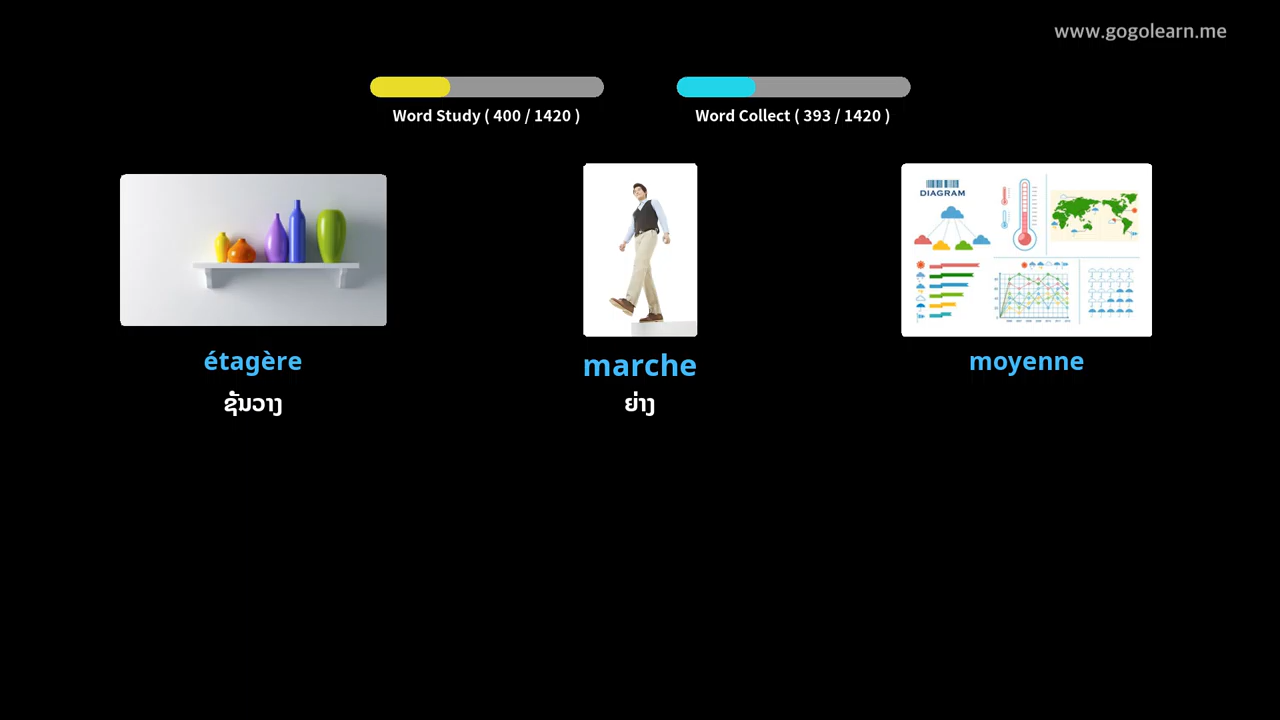 www.gogolearn.me
Word Study ( 400 / 1420 )
Word Collect ( 393 / 1420 )
DIAGRAM
étagère
marche
moyenne
ຊັ້ນວາງ
ຍ່າງ